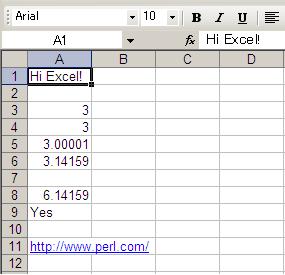 Arial 10 B I U
A1 fx Hi Excel!
A B C D
1 Hi Excel!
2
3 3
4 3
5 3.00001
6 3.14159
7
8 6.14159
9 Yes
10
11 http://www.perl.com/
12